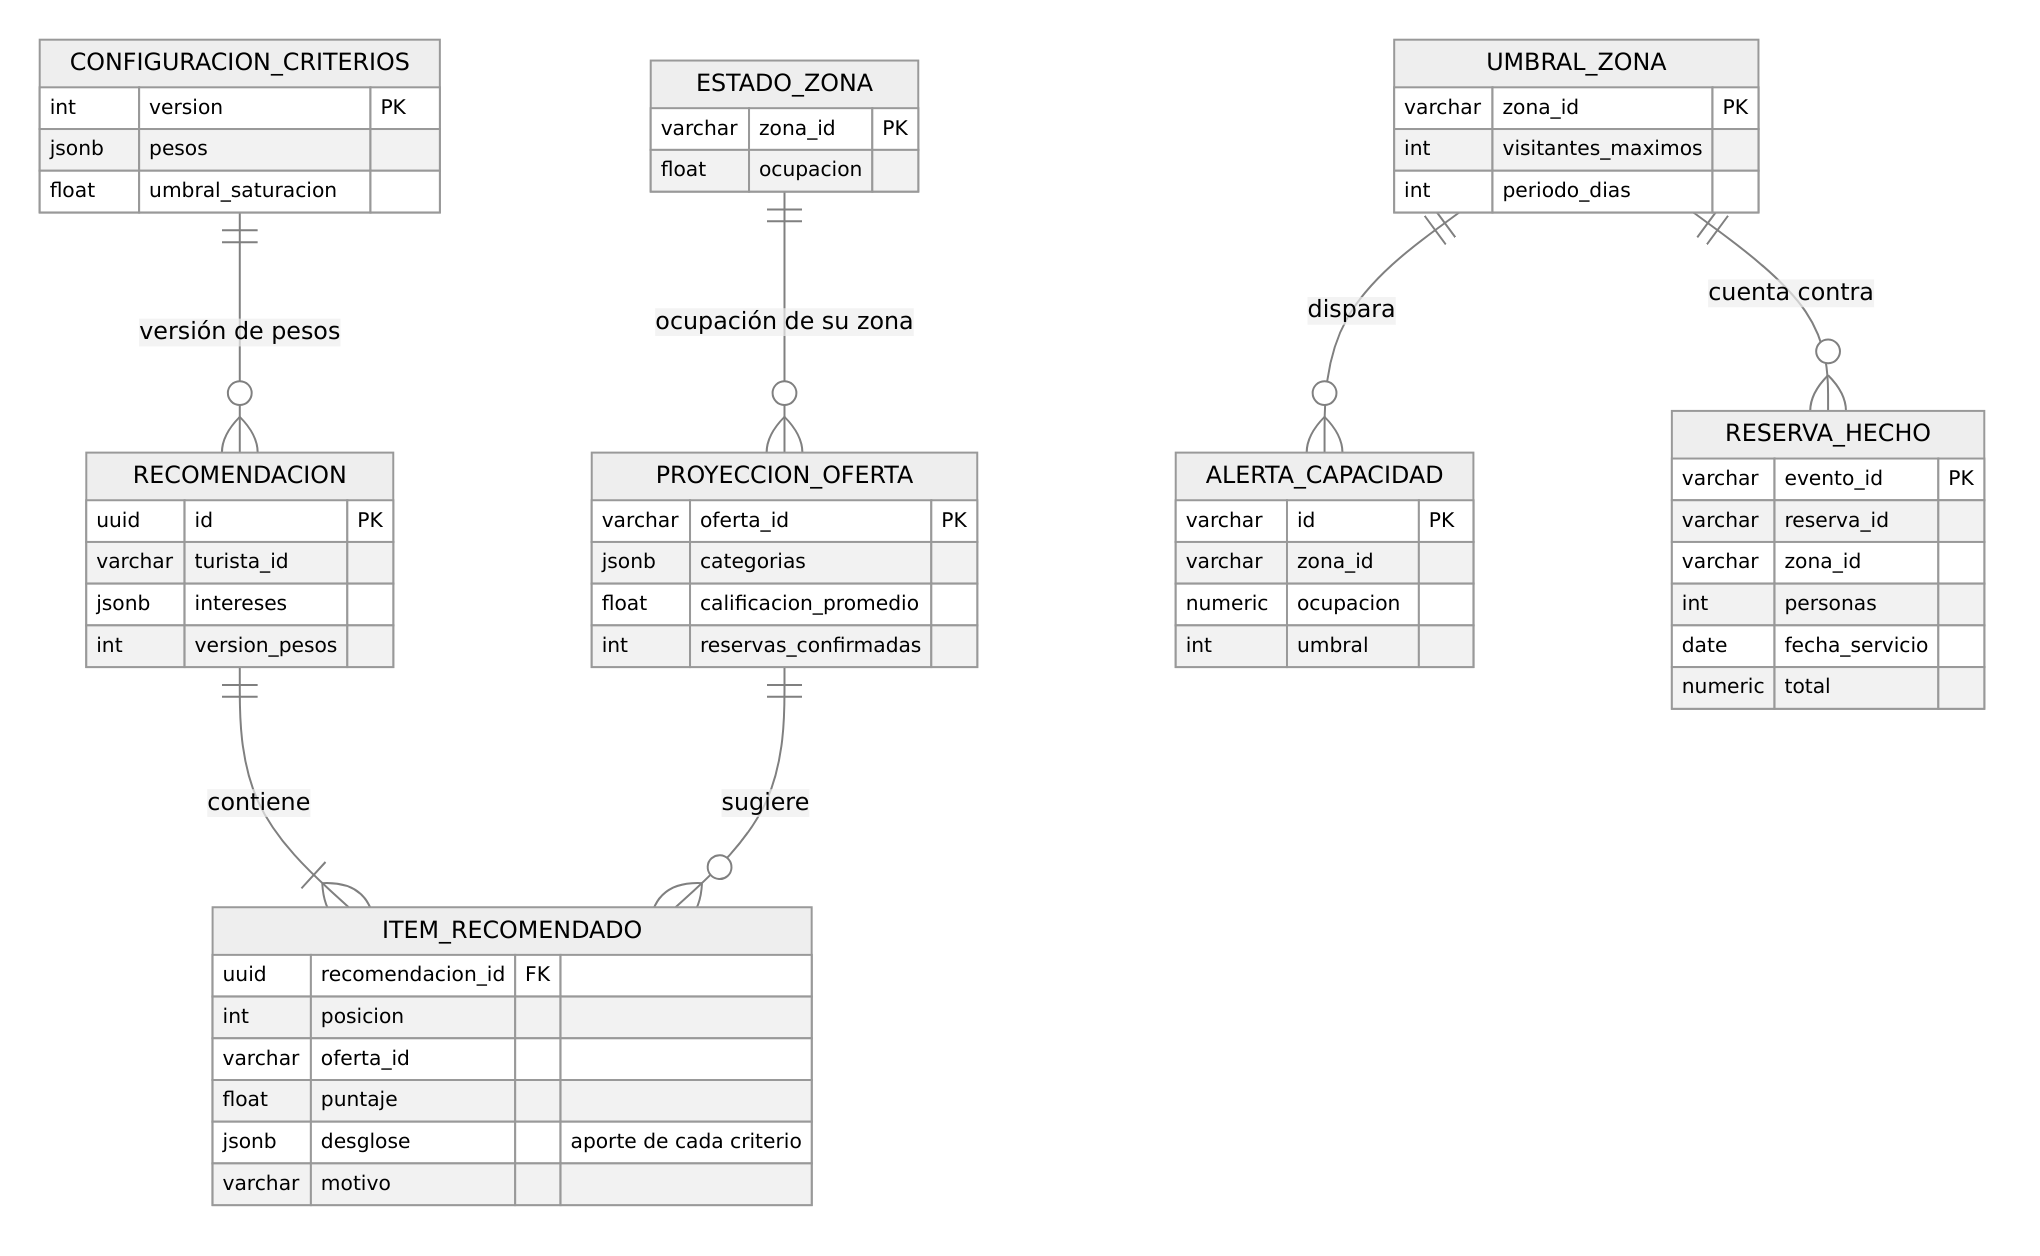 CONFIGURACION_CRITERIOS
int version PK
jsonb pesos
float umbral_saturacion
ESTADO_ZONA
varchar zona_id PK
float ocupacion
UMBRAL_ZONA
varchar zona_id PK
int visitantes_maximos
int periodo_dias
versión de pesos
ocupación de su zona
dispara
cuenta contra
RECOMENDACION
uuid id PK
varchar turista_id
jsonb intereses
int version_pesos
PROYECCION_OFERTA
varchar oferta_id PK
jsonb categorias
float calificacion_promedio
int reservas_confirmadas
ALERTA_CAPACIDAD
varchar id PK
varchar zona_id
numeric ocupacion
int umbral
RESERVA_HECHO
varchar evento_id PK
varchar reserva_id
varchar zona_id
int personas
date fecha_servicio
numeric total
contiene
sugiere
ITEM_RECOMENDADO
uuid recomendacion_id FK
int posicion
varchar oferta_id
float puntaje
jsonb desglose aporte de cada criterio
varchar motivo